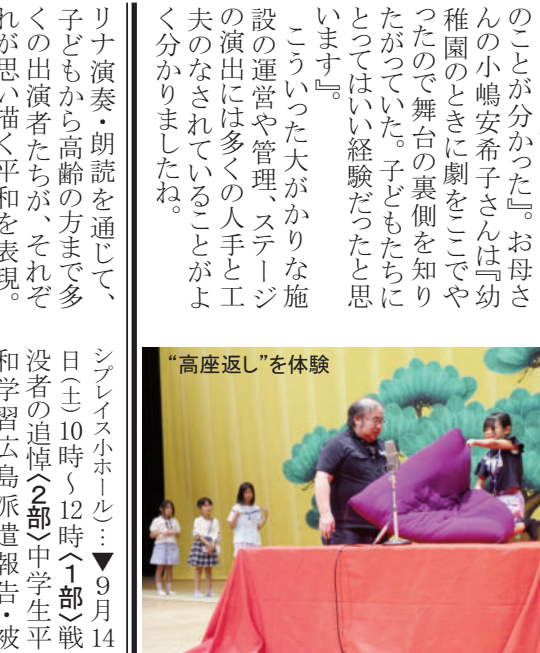 のことが分かった』。お母さ
んの小嶋安希子さんは『幼
稚園のときに劇をここでや
ったので舞台の裏側を知り
たがっていた。子どもたちに
とってはいい経験だったと思
います』。
こういった大がかりな施
設の運営や管理、ステージ
の演出には多くの人手と工
夫のなされていることがよ
く分かりましたね。
“高座返し”を体験
リナ演奏・朗読を通じて、
子どもから高齢の方まで多
くの出演者たちが、それぞ
れが思い描く平和を表現。
シプレイス小ホール)…▼9月14
日(土)10時〜12時〈1部〉戦
没者の追悼〈2部〉中学生平
和学習広島派遣報告・被